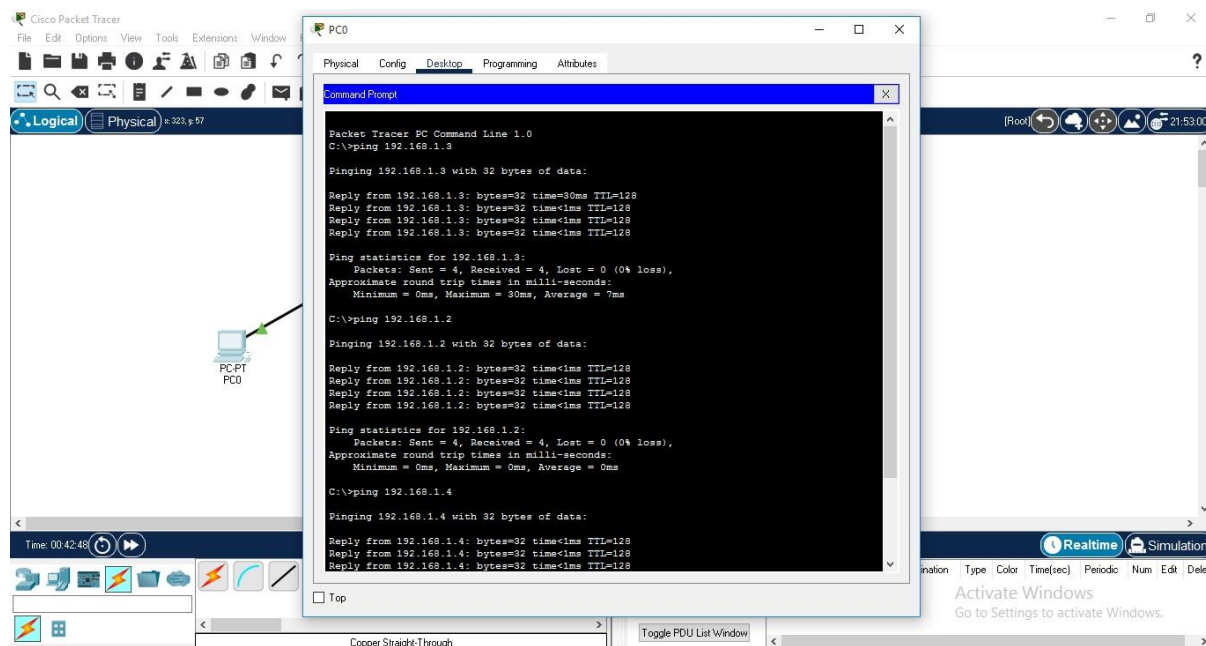 Cisco Packet Tracer
File Edit Options View Tools Extensions Window
Logical Physical x: 323, y: 57
[Root] 21:53:00
PC0
Physical Config Desktop Programming Attributes
Command Prompt X
Packet Tracer PC Command Line 1.0
C:\>ping 192.168.1.3
Pinging 192.168.1.3 with 32 bytes of data:
Reply from 192.168.1.3: bytes=32 time=30ms TTL=128
Reply from 192.168.1.3: bytes=32 time<1ms TTL=128
Reply from 192.168.1.3: bytes=32 time<1ms TTL=128
Reply from 192.168.1.3: bytes=32 time<1ms TTL=128
Ping statistics for 192.168.1.3:
Packets: Sent = 4, Received = 4, Lost = 0 (0% loss),
Approximate round trip times in milli-seconds:
Minimum = 0ms, Maximum = 30ms, Average = 7ms
C:\>ping 192.168.1.2
Pinging 192.168.1.2 with 32 bytes of data:
Reply from 192.168.1.2: bytes=32 time<1ms TTL=128
Reply from 192.168.1.2: bytes=32 time<1ms TTL=128
Reply from 192.168.1.2: bytes=32 time<1ms TTL=128
Reply from 192.168.1.2: bytes=32 time<1ms TTL=128
Ping statistics for 192.168.1.2:
Packets: Sent = 4, Received = 4, Lost = 0 (0% loss),
Approximate round trip times in milli-seconds:
Minimum = 0ms, Maximum = 0ms, Average = 0ms
C:\>ping 192.168.1.4
Pinging 192.168.1.4 with 32 bytes of data:
Reply from 192.168.1.4: bytes=32 time<1ms TTL=128
Reply from 192.168.1.4: bytes=32 time<1ms TTL=128
Reply from 192.168.1.4: bytes=32 time<1ms TTL=128
Top
PC-PT
PC0
Time: 00:42:48
Realtime Simulation
Type Color Time(sec) Periodic Num Edit
Activate Windows
Go to Settings to activate Windows.
Toggle PDU List Window
Copper Straight-Through